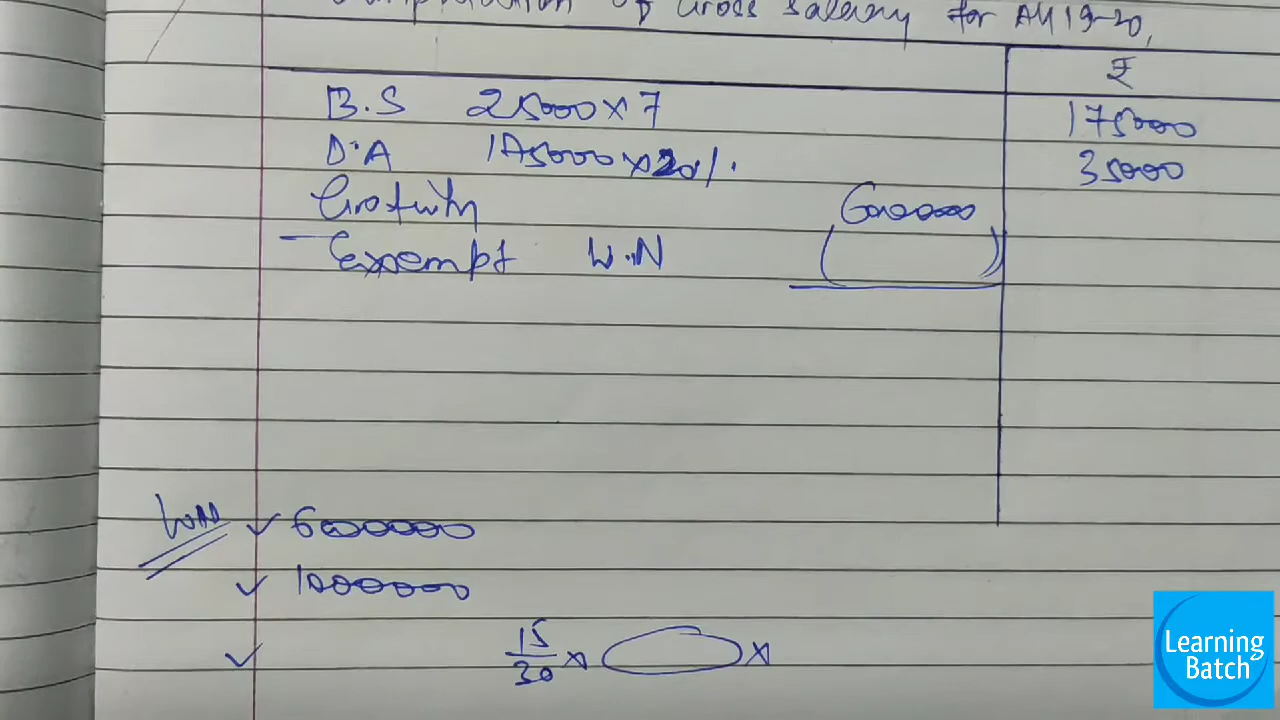 of Gross Salary for AY 19-20,
₹
B.S 25000×7 175000
D.A 175000×20% 35000
Gratuity 600000
- Exempt W.N ( )
✓ 600000
✓ 1000000
✓ 15/30 × ×
Learning
Batch